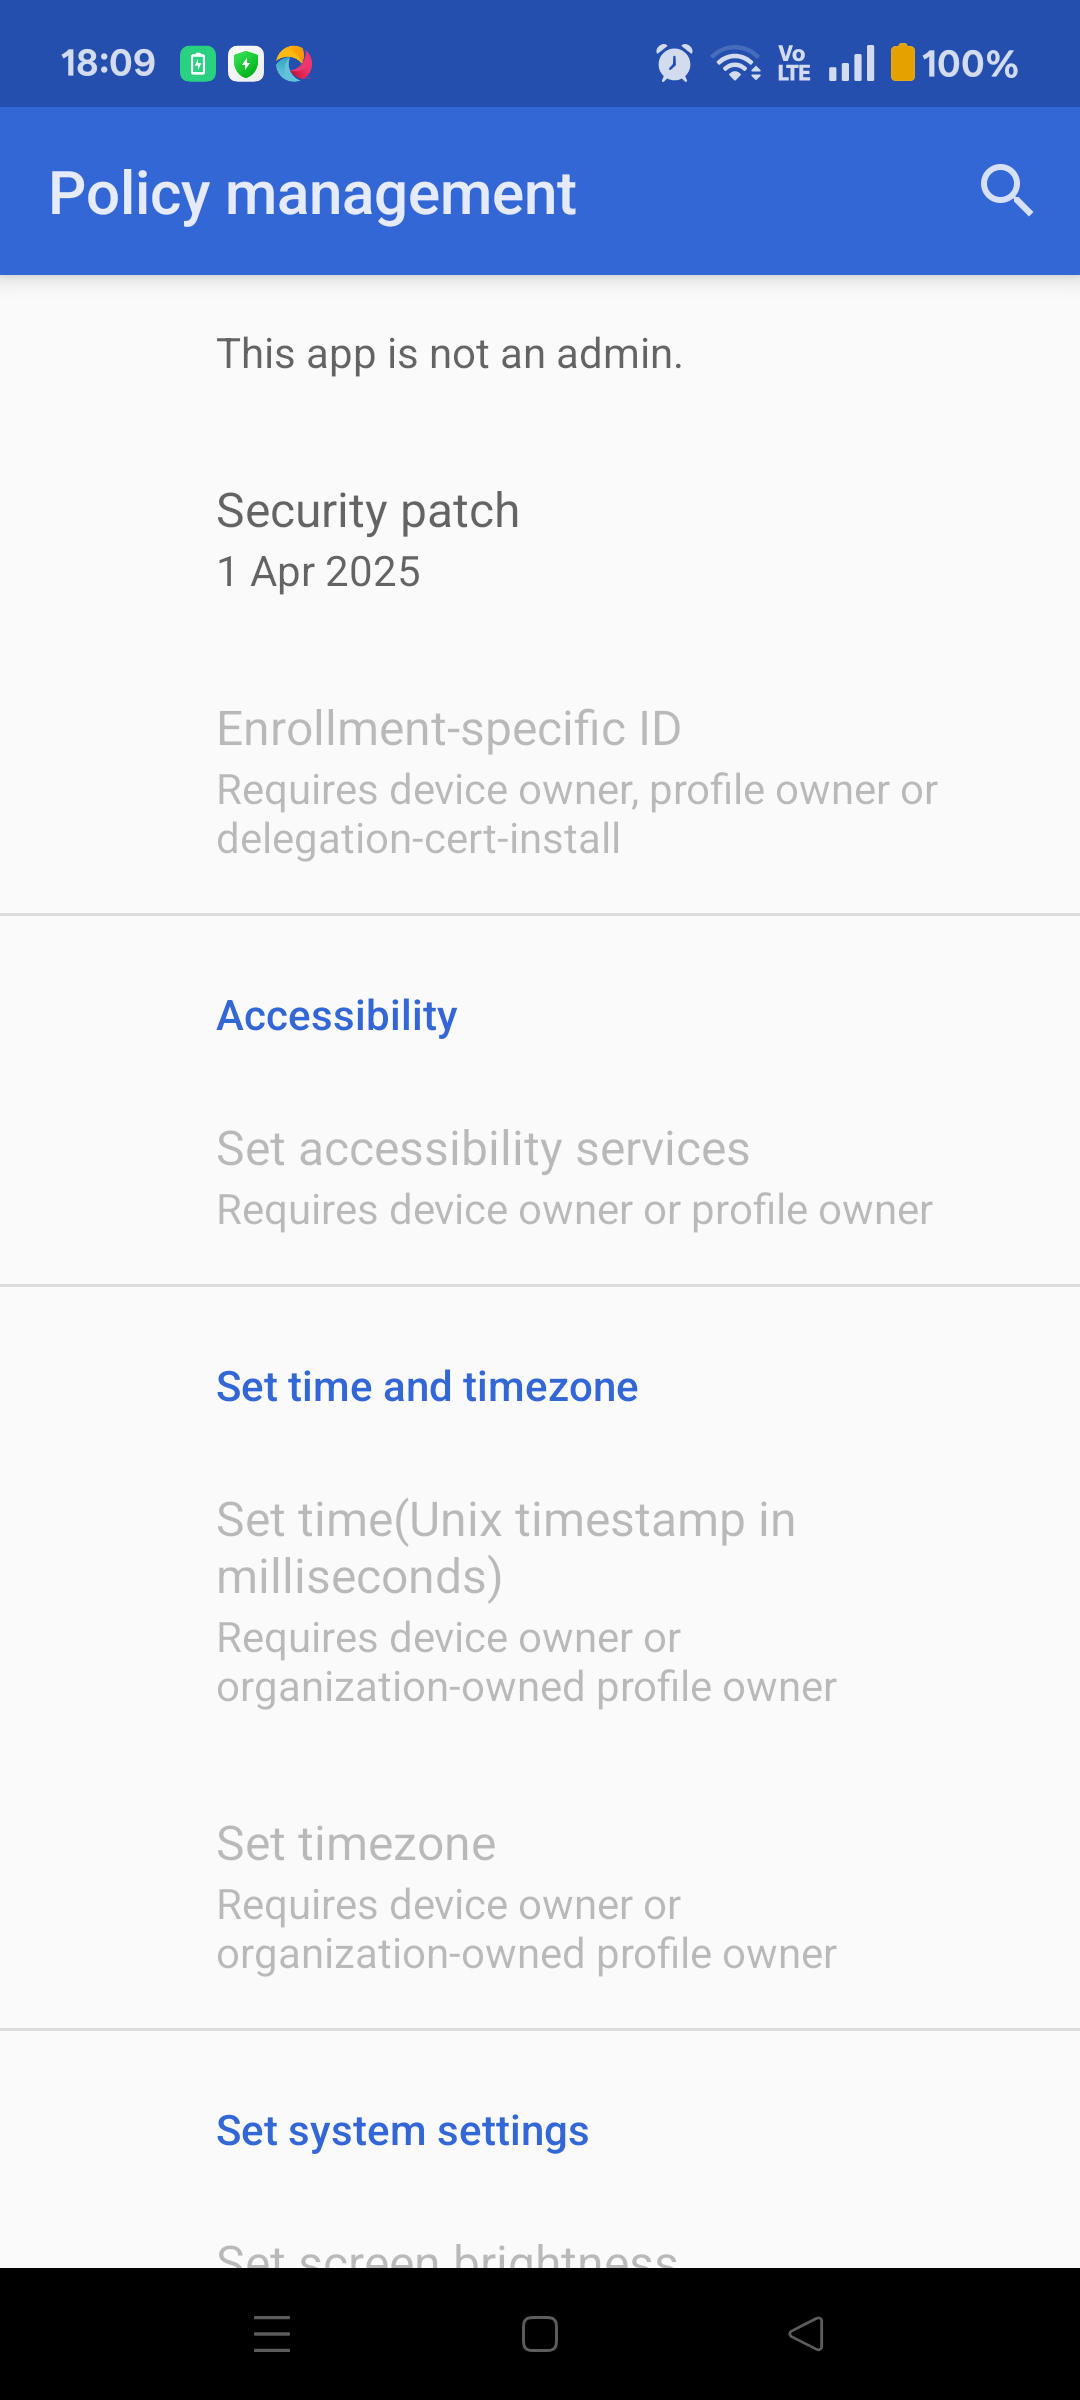 18:09
Vo
LTE
100%
Policy management
This app is not an admin.
Security patch
1 Apr 2025
Enrollment-specific ID
Requires device owner, profile owner or
delegation-cert-install
Accessibility
Set accessibility services
Requires device owner or profile owner
Set time and timezone
Set time(Unix timestamp in
milliseconds)
Requires device owner or
organization-owned profile owner
Set timezone
Requires device owner or
organization-owned profile owner
Set system settings
Set screen brightness